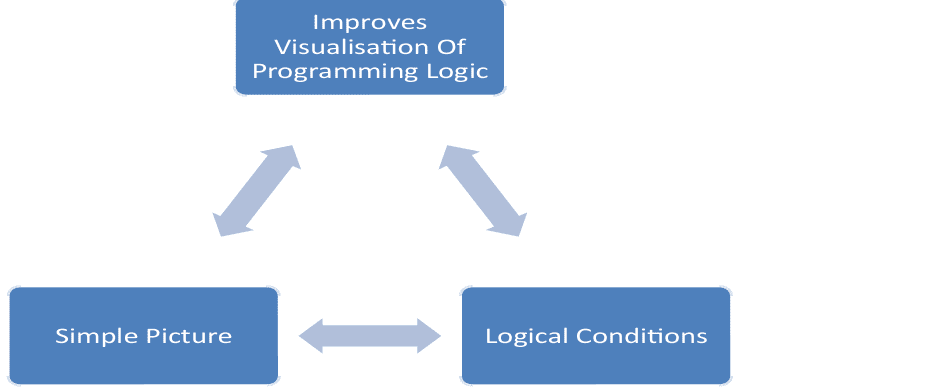 Improves
Visualisation Of
Programming Logic
Simple Picture
Logical Conditions